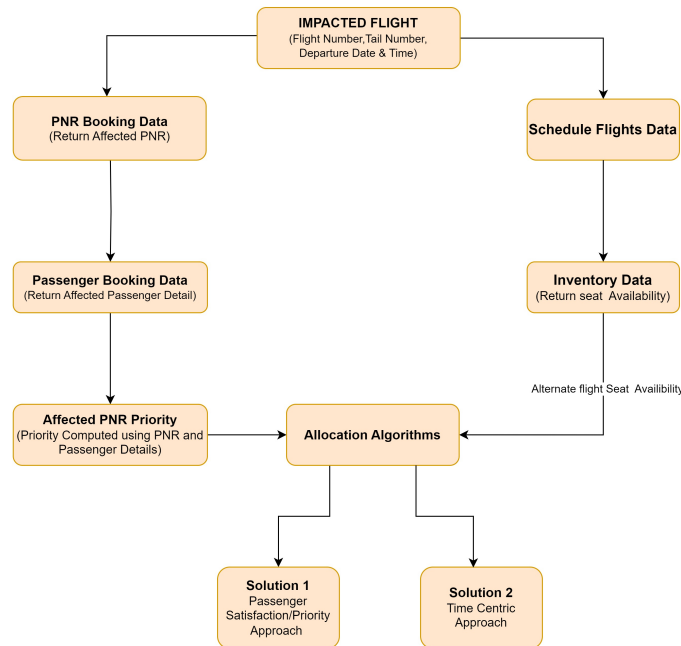 IMPACTED FLIGHT
(Flight Number,Tail Number,
Departure Date & Time)
PNR Booking Data
(Return Affected PNR)
Schedule Flights Data
Passenger Booking Data
(Return Affected Passenger Detail)
Inventory Data
(Return seat Availability)
Alternate flight Seat Availibility
Affected PNR Priority
(Priority Computed using PNR and
Passenger Details)
Allocation Algorithms
Solution 1
Passenger
Satisfaction/Priority
Approach
Solution 2
Time Centric
Approach